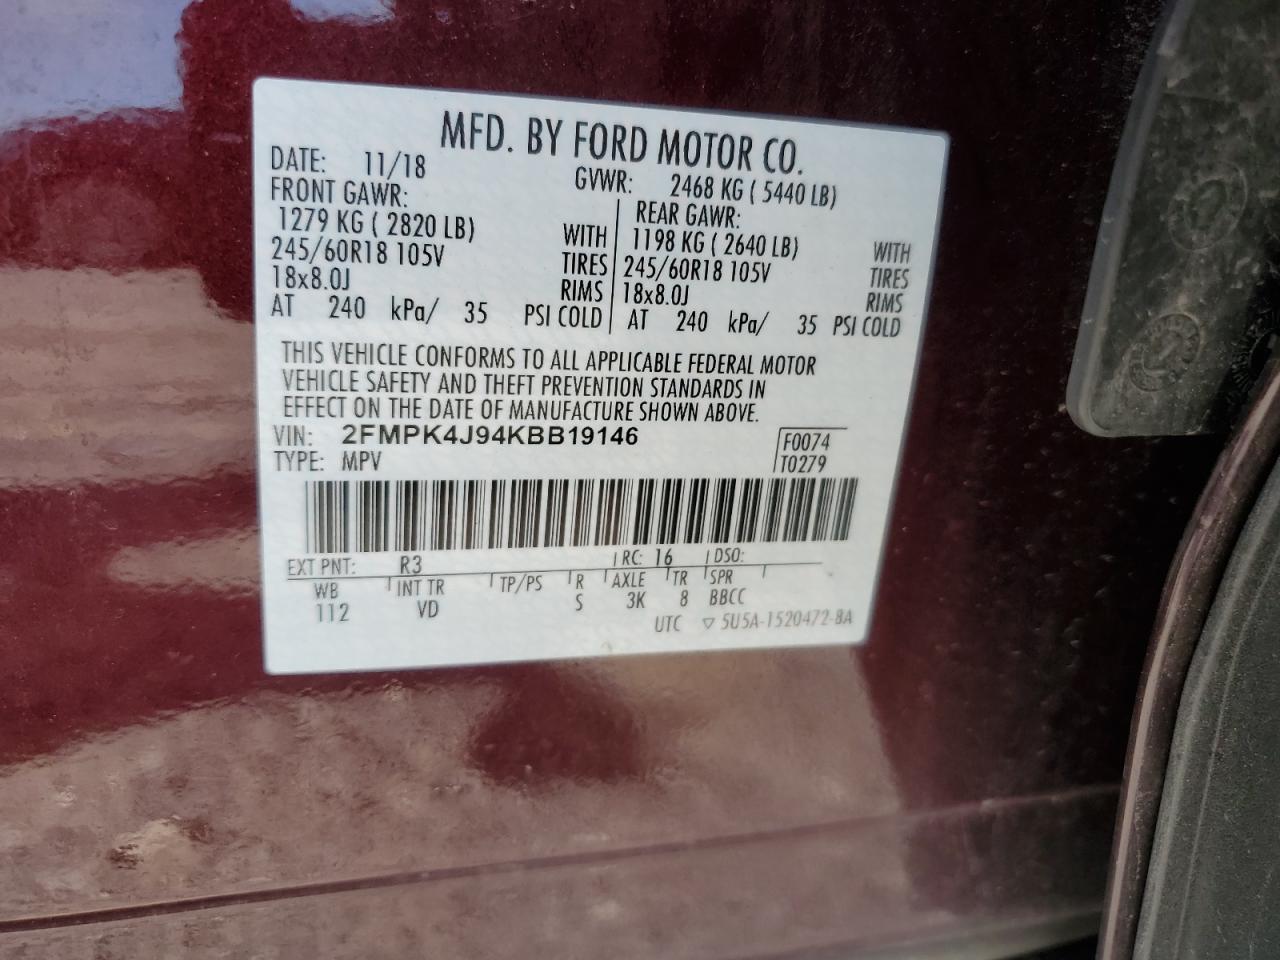 MFD. BY FORD MOTOR CO.
DATE: 11/18 GVWR: 2468 KG ( 5440 LB)
FRONT GAWR: REAR GAWR:
1279 KG ( 2820 LB) WITH 1198 KG ( 2640 LB) WITH
245/60R18 105V TIRES 245/60R18 105V TIRES
18x8.0J RIMS 18x8.0J RIMS
AT 240 kPa/ 35 PSI COLD AT 240 kPa/ 35 PSI COLD
THIS VEHICLE CONFORMS TO ALL APPLICABLE FEDERAL MOTOR
VEHICLE SAFETY AND THEFT PREVENTION STANDARDS IN
EFFECT ON THE DATE OF MANUFACTURE SHOWN ABOVE.
VIN: 2FMPK4J94KBB19146 F0074
TYPE: MPV T0279
EXT PNT: R3 RC: 16 DSO:
WB INT TR TP/PS R AXLE TR SPR
112 VD S 3K 8 BBCC
UTC ▽ 5U5A-1520472-BA